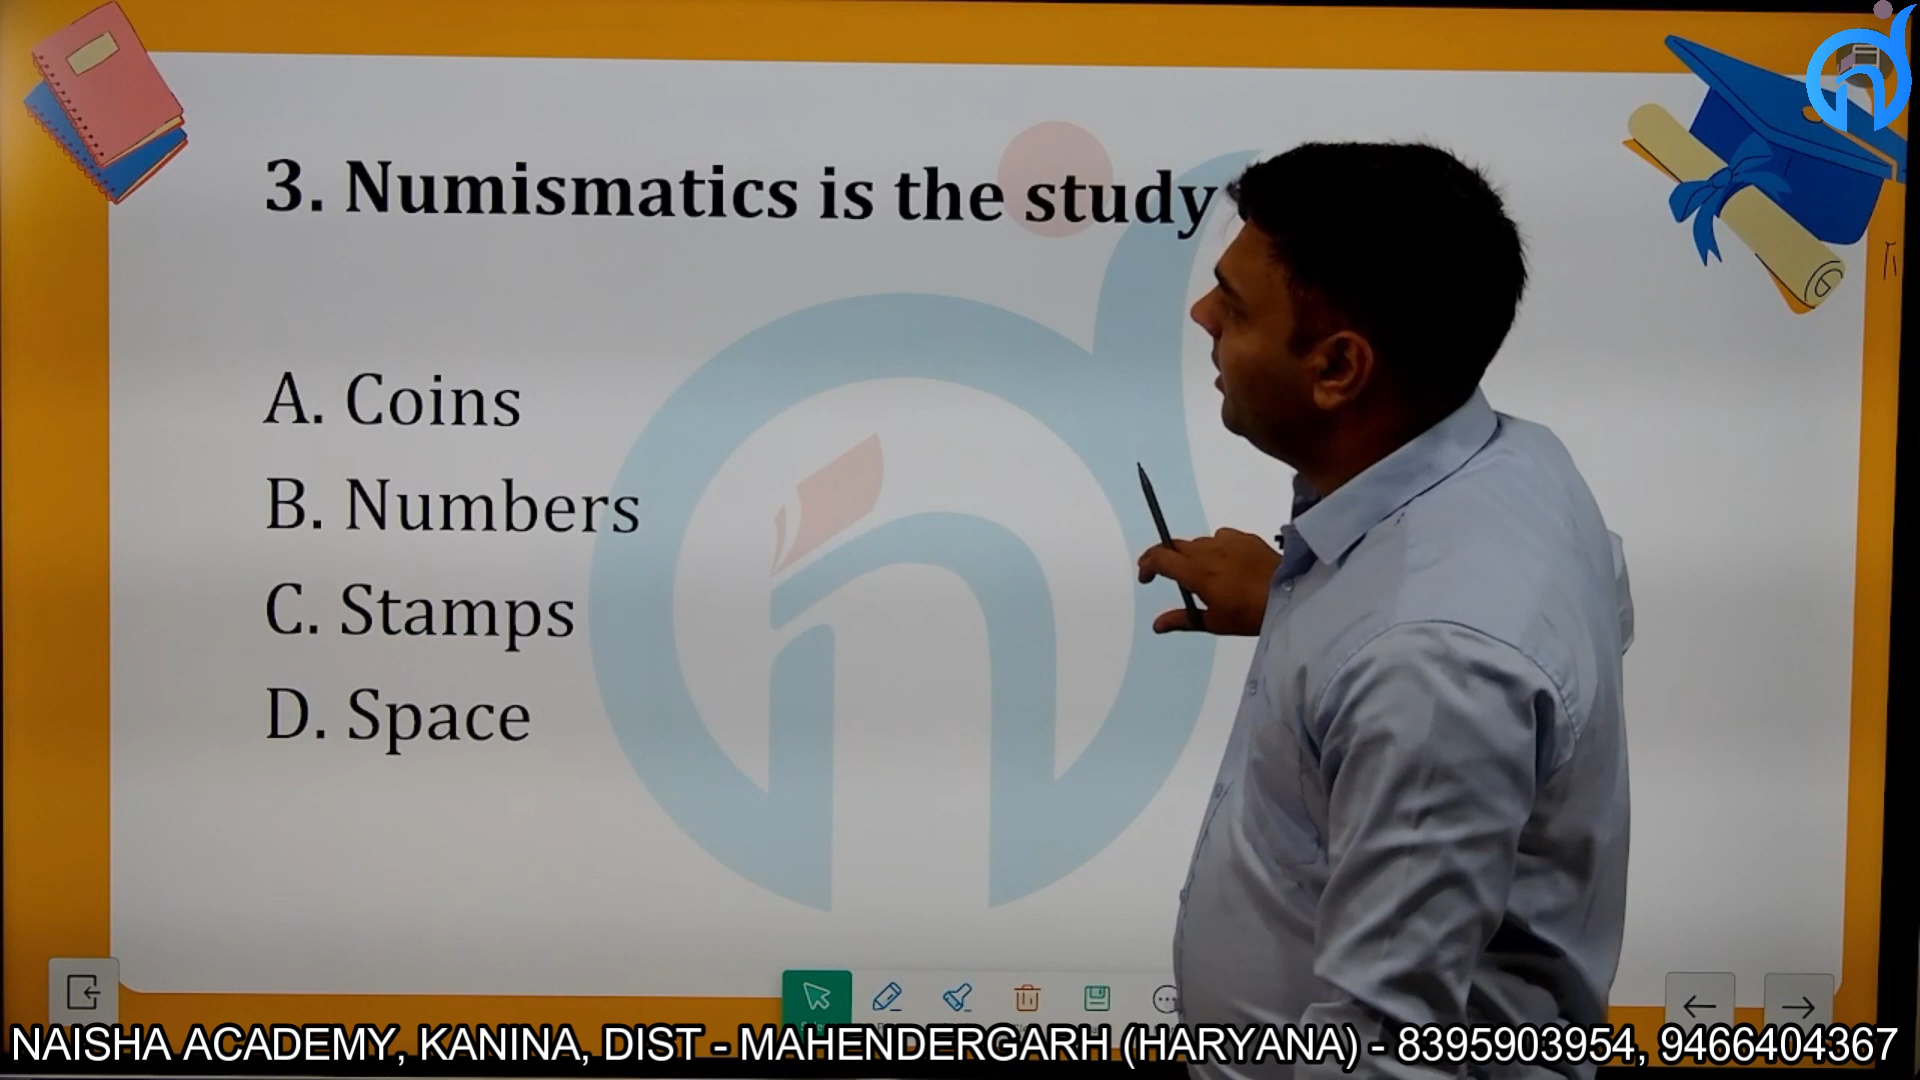 3. Numismatics is the study
A. Coins
B. Numbers
C. Stamps
D. Space
NAISHA ACADEMY, KANINA, DIST - MAHENDERGARH (HARYANA) - 8395903954, 9466404367